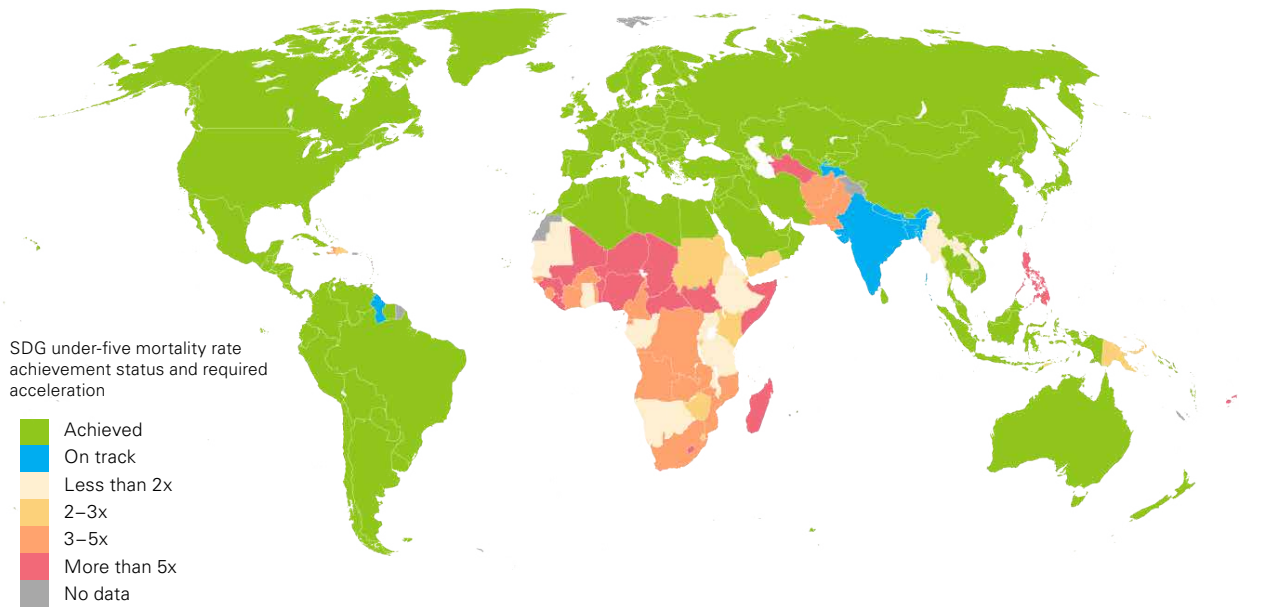 SDG under-five mortality rate
achievement status and required
acceleration
Achieved
On track
Less than 2x
2–3x
3–5x
More than 5x
No data